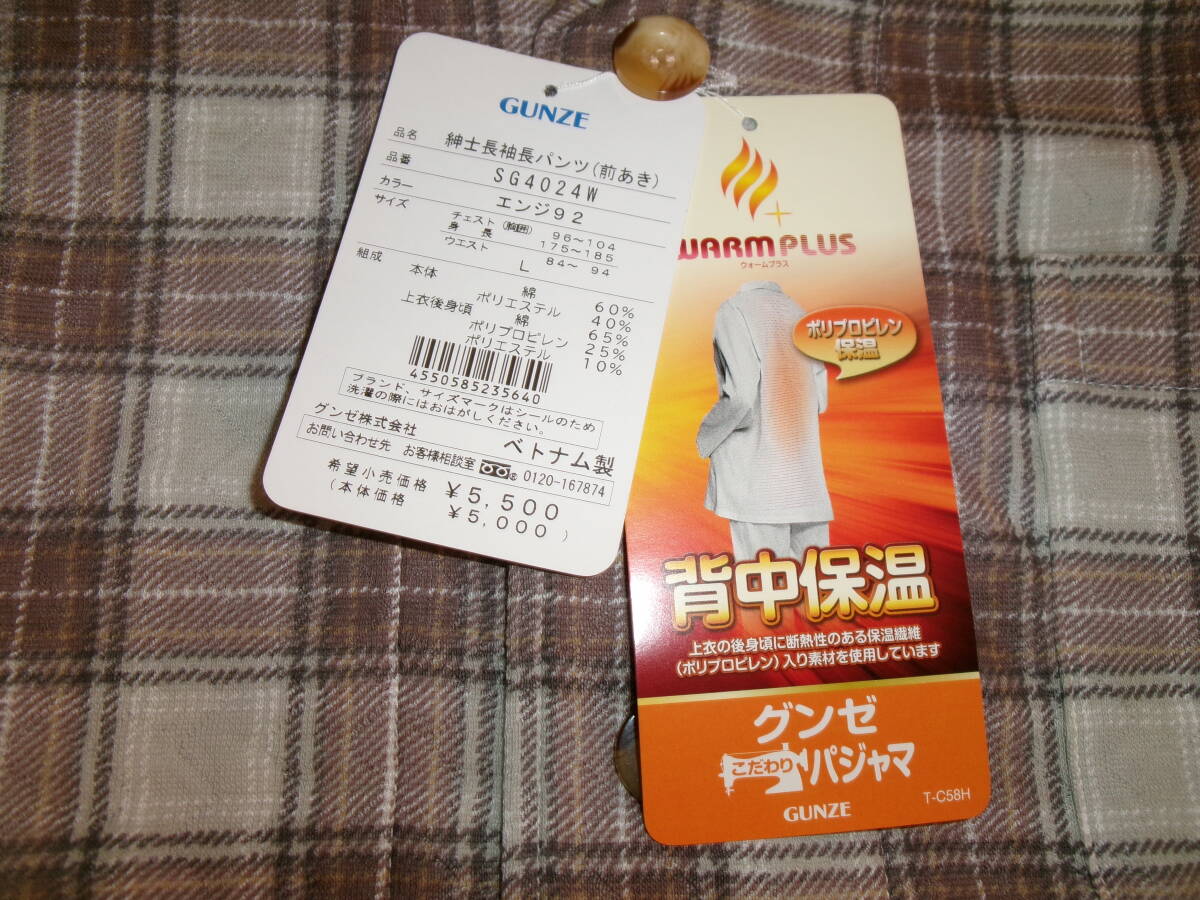 GUNZE
品名 紳士長袖長パンツ(前あき)
品番 SG4024W
カラー エンジ92
サイズ チェスト(胸囲) 96〜104
身長 175〜185
ウエスト L 84〜 94
組成 本体 綿 60%
ポリエステル 40%
上衣後身頃 綿 65%
ポリプロピレン 25%
ポリエステル 10%
4550585235640
ブランド、サイズマークはシールのため
洗濯の際にはおはがしください。
グンゼ株式会社 ベトナム製
お問い合わせ先 お客様相談室 0120-167874
希望小売価格 ¥5,500
(本体価格 ¥5,000)
WARM PLUS
ウォームプラス
ポリプロピレン
保温
背中保温
上衣の後身頃に断熱性のある保温繊維
(ポリプロピレン)入り素材を使用しています
グンゼ
こだわり パジャマ
GUNZE
T-C58H